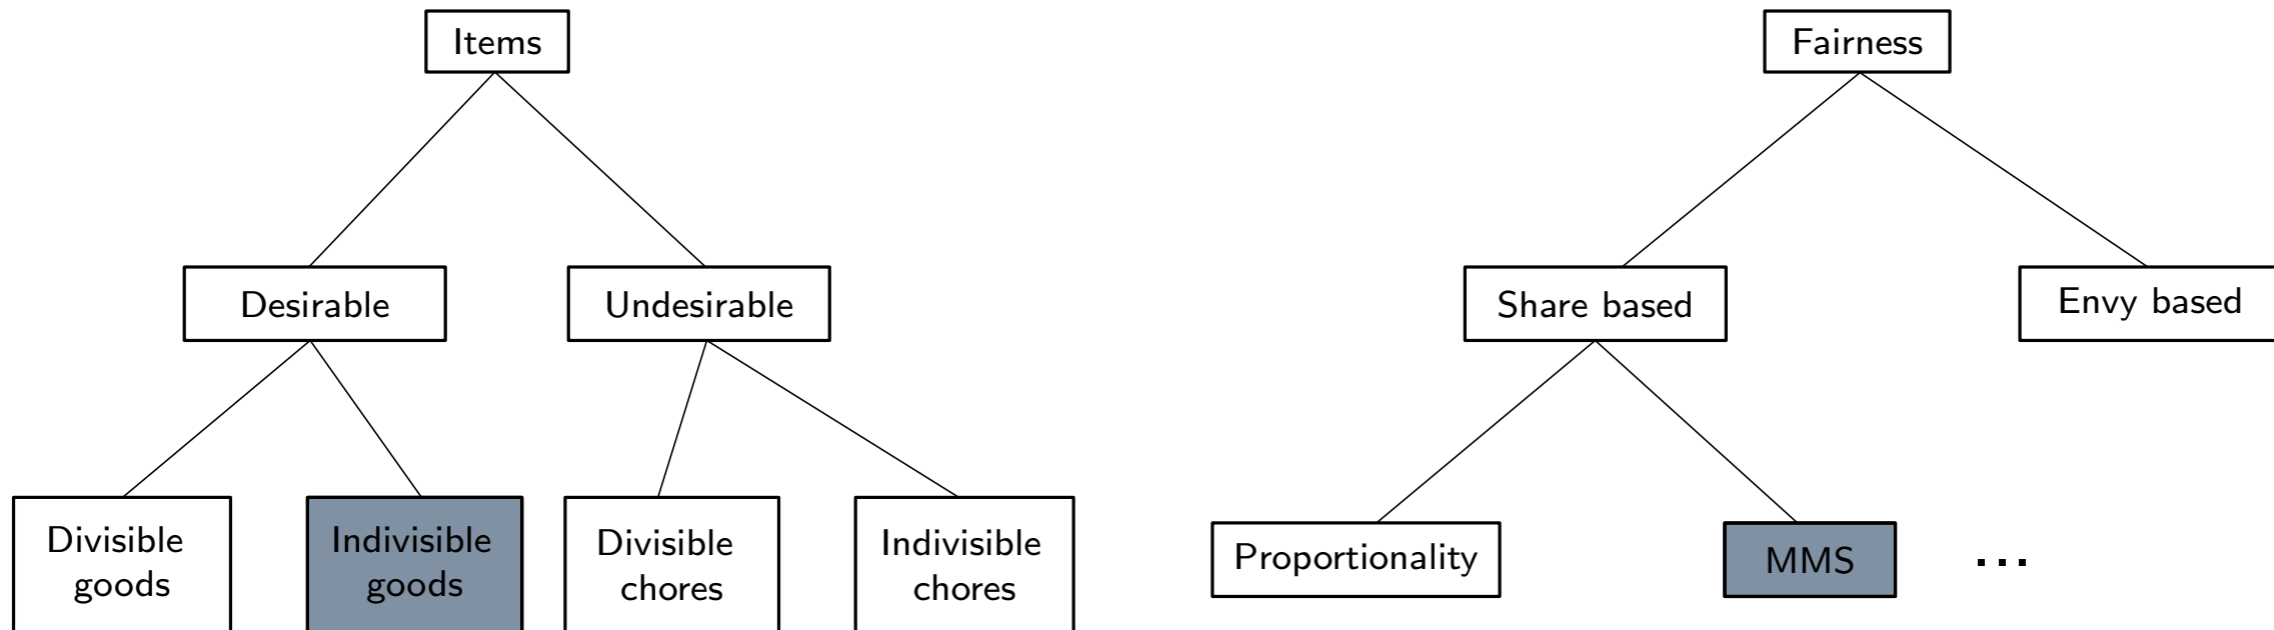 Items
Fairness
Desirable
Undesirable
Share based
Envy based
Divisible
goods
Indivisible
goods
Divisible
chores
Indivisible
chores
Proportionality
MMS
...